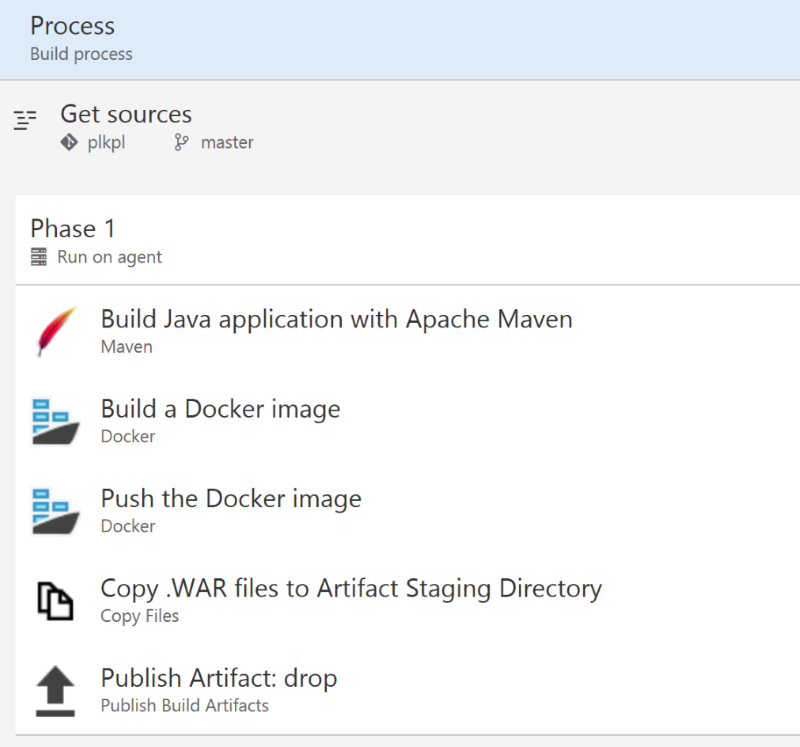 Process
Build process
Get sources
plkpl master
Phase 1
Run on agent
Build Java application with Apache Maven
Maven
Build a Docker image
Docker
Push the Docker image
Docker
Copy .WAR files to Artifact Staging Directory
Copy Files
Publish Artifact: drop
Publish Build Artifacts